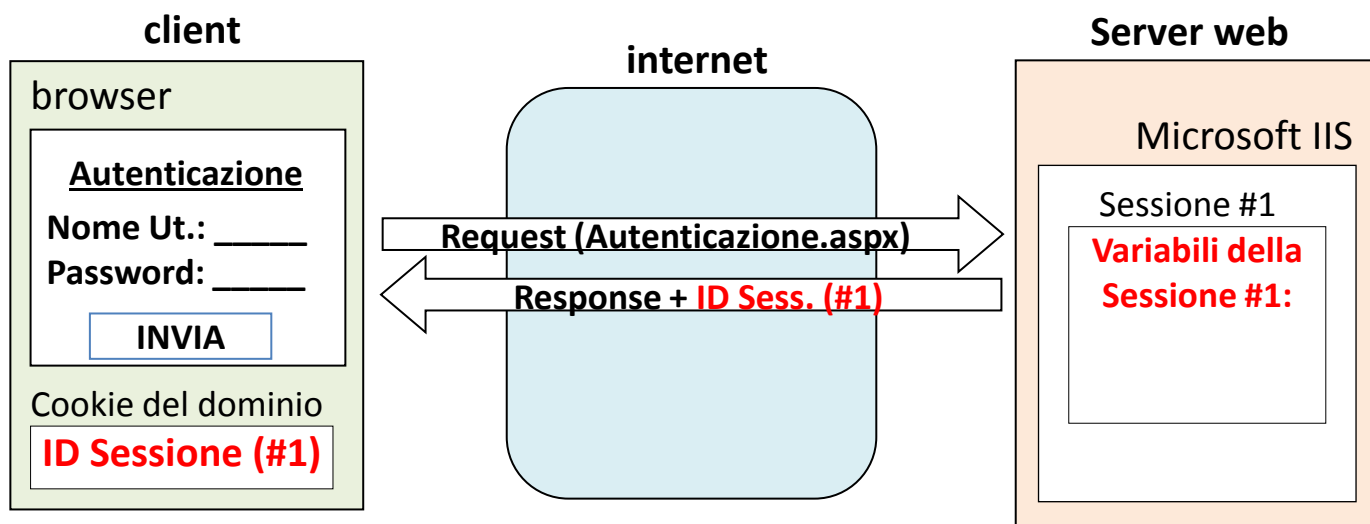 client
browser
Autenticazione
Nome Ut.: _____
Password: _____
INVIA
Cookie del dominio
ID Sessione (#1)
internet
Request (Autenticazione.aspx)
Response + ID Sess. (#1)
Server web
Microsoft IIS
Sessione #1
Variabili della
Sessione #1: